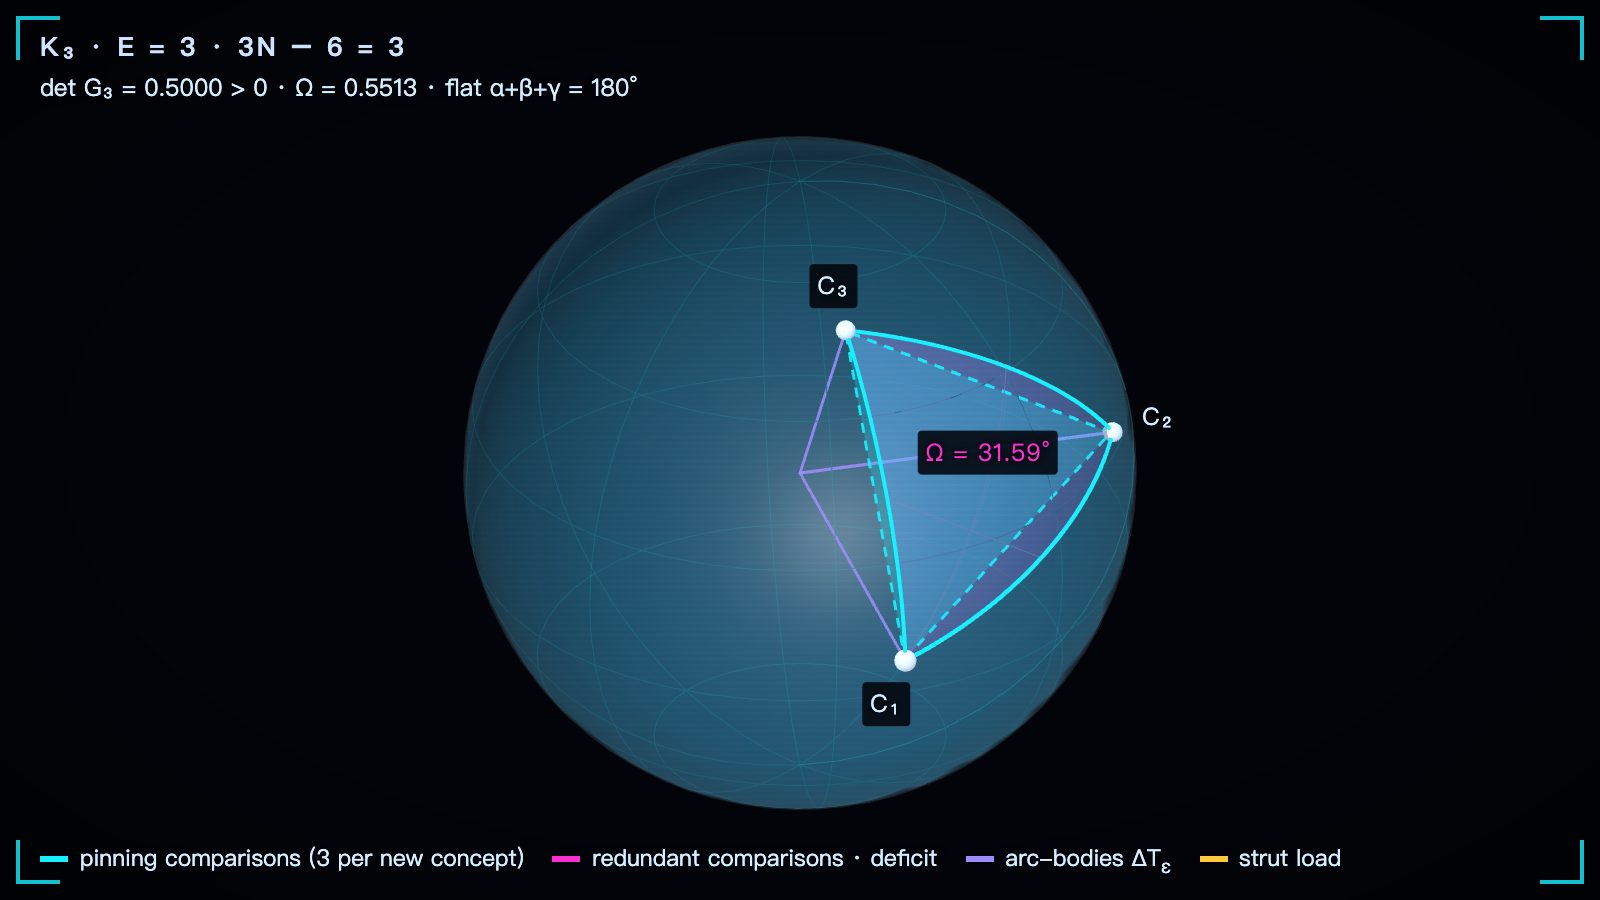 K₃ · E = 3 · 3N − 6 = 3
det G₃ = 0.5000 > 0 · Ω = 0.5513 · flat α+β+γ = 180°
C₃
C₂
Ω = 31.59°
C₁
pinning comparisons (3 per new concept) redundant comparisons · deficit arc−bodies ΔTε strut load